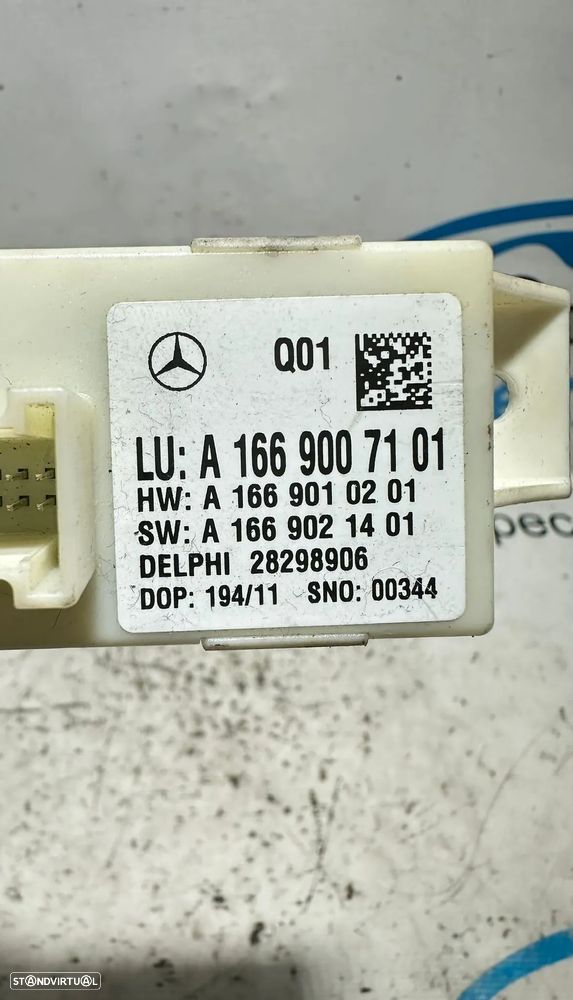 Q01
LU: A 166 900 71 01
HW: A 166 901 02 01
SW: A 166 902 14 01
DELPHI 28298906
DOP: 194/11 SNO: 00344
pec
STANDVIRTUAL